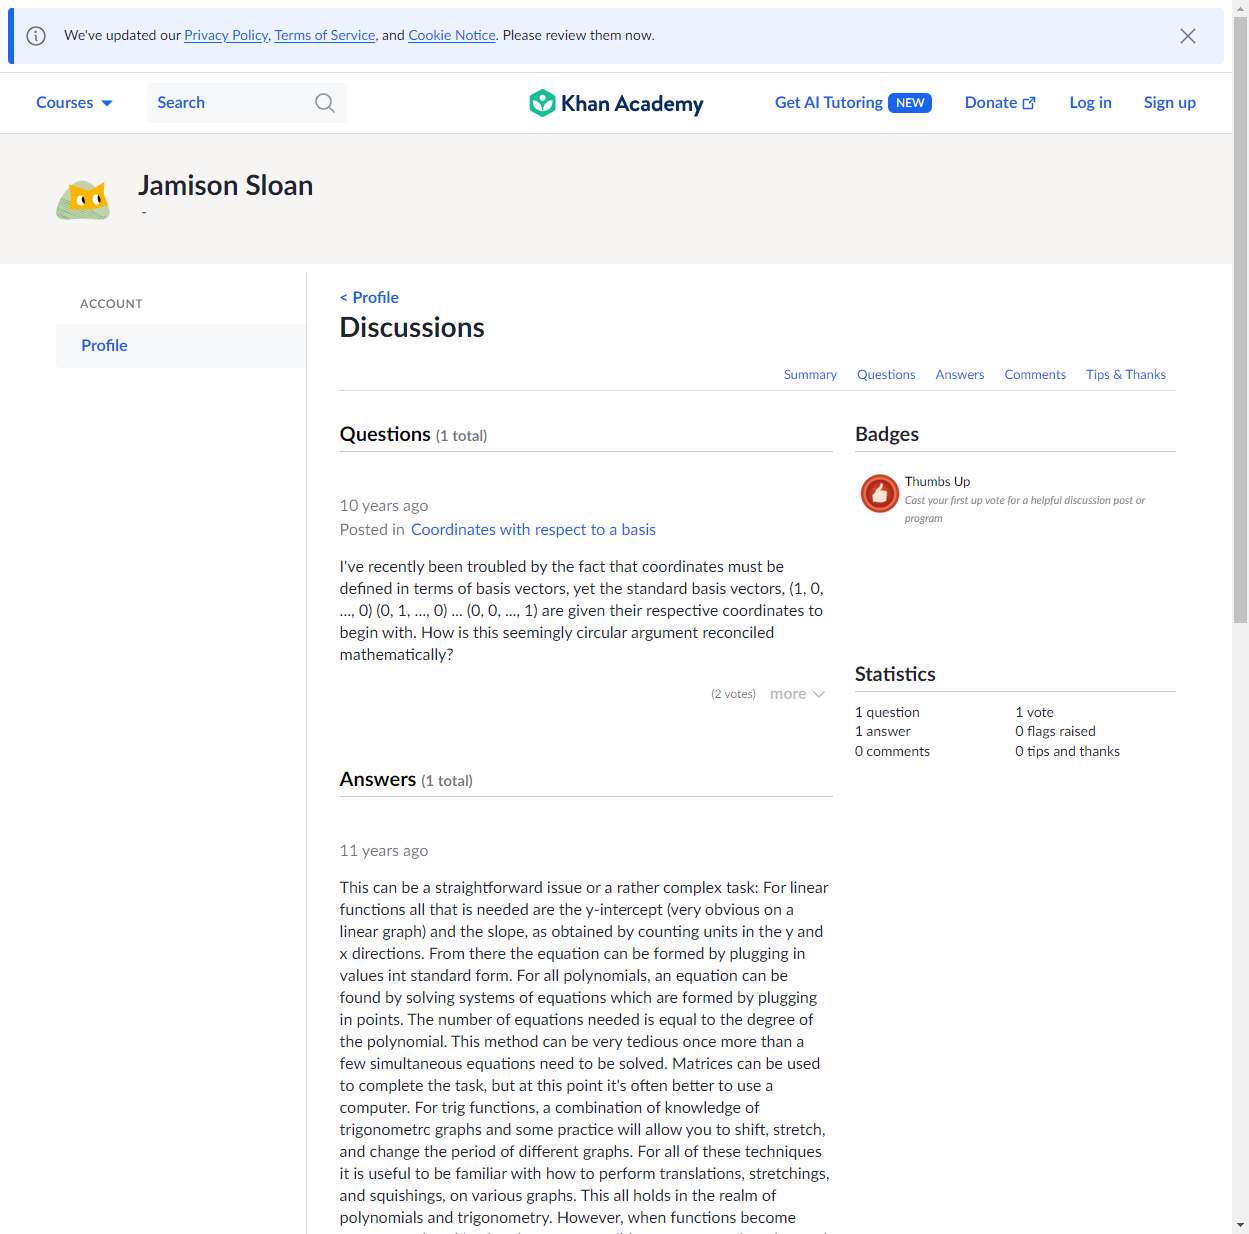 We've updated our Privacy Policy, Terms of Service, and Cookie Notice. Please review them now.
Courses
Search
Khan Academy
Get AI Tutoring NEW
Donate
Log in
Sign up
Jamison Sloan
-
ACCOUNT
Profile
< Profile
Discussions
Summary
Questions
Answers
Comments
Tips & Thanks
Questions (1 total)
10 years ago
Posted in Coordinates with respect to a basis
I've recently been troubled by the fact that coordinates must be
defined in terms of basis vectors, yet the standard basis vectors, (1, 0,
..., 0) (0, 1, ..., 0) ... (0, 0, ..., 1) are given their respective coordinates to
begin with. How is this seemingly circular argument reconciled
mathematically?
(2 votes)
more
Answers (1 total)
11 years ago
This can be a straightforward issue or a rather complex task: For linear
functions all that is needed are the y-intercept (very obvious on a
linear graph) and the slope, as obtained by counting units in the y and
x directions. From there the equation can be formed by plugging in
values int standard form. For all polynomials, an equation can be
found by solving systems of equations which are formed by plugging
in points. The number of equations needed is equal to the degree of
the polynomial. This method can be very tedious once more than a
few simultaneous equations need to be solved. Matrices can be used
to complete the task, but at this point it's often better to use a
computer. For trig functions, a combination of knowledge of
trigonometrc graphs and some practice will allow you to shift, stretch,
and change the period of different graphs. For all of these techniques
it is useful to be familiar with how to perform translations, stretchings,
and squishings, on various graphs. This all holds in the realm of
polynomials and trigonometry. However, when functions become
Badges
Thumbs Up
Cast your first up vote for a helpful discussion post or
program
Statistics
1 question
1 vote
1 answer
0 flags raised
0 comments
0 tips and thanks